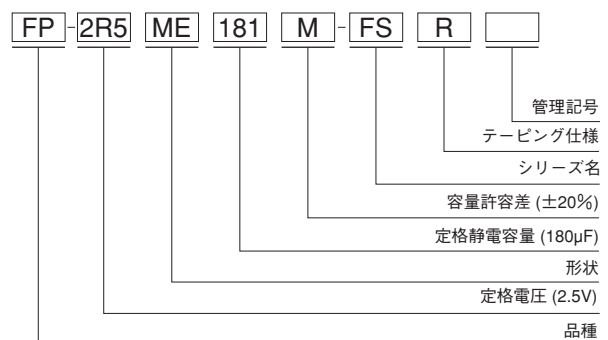 FP-2R5 ME 181 M-FS R
管理記号
テーピング仕様
シリーズ名
容量許容差 (±20%)
定格静電容量 (180µF)
形状
定格電圧 (2.5V)
品種